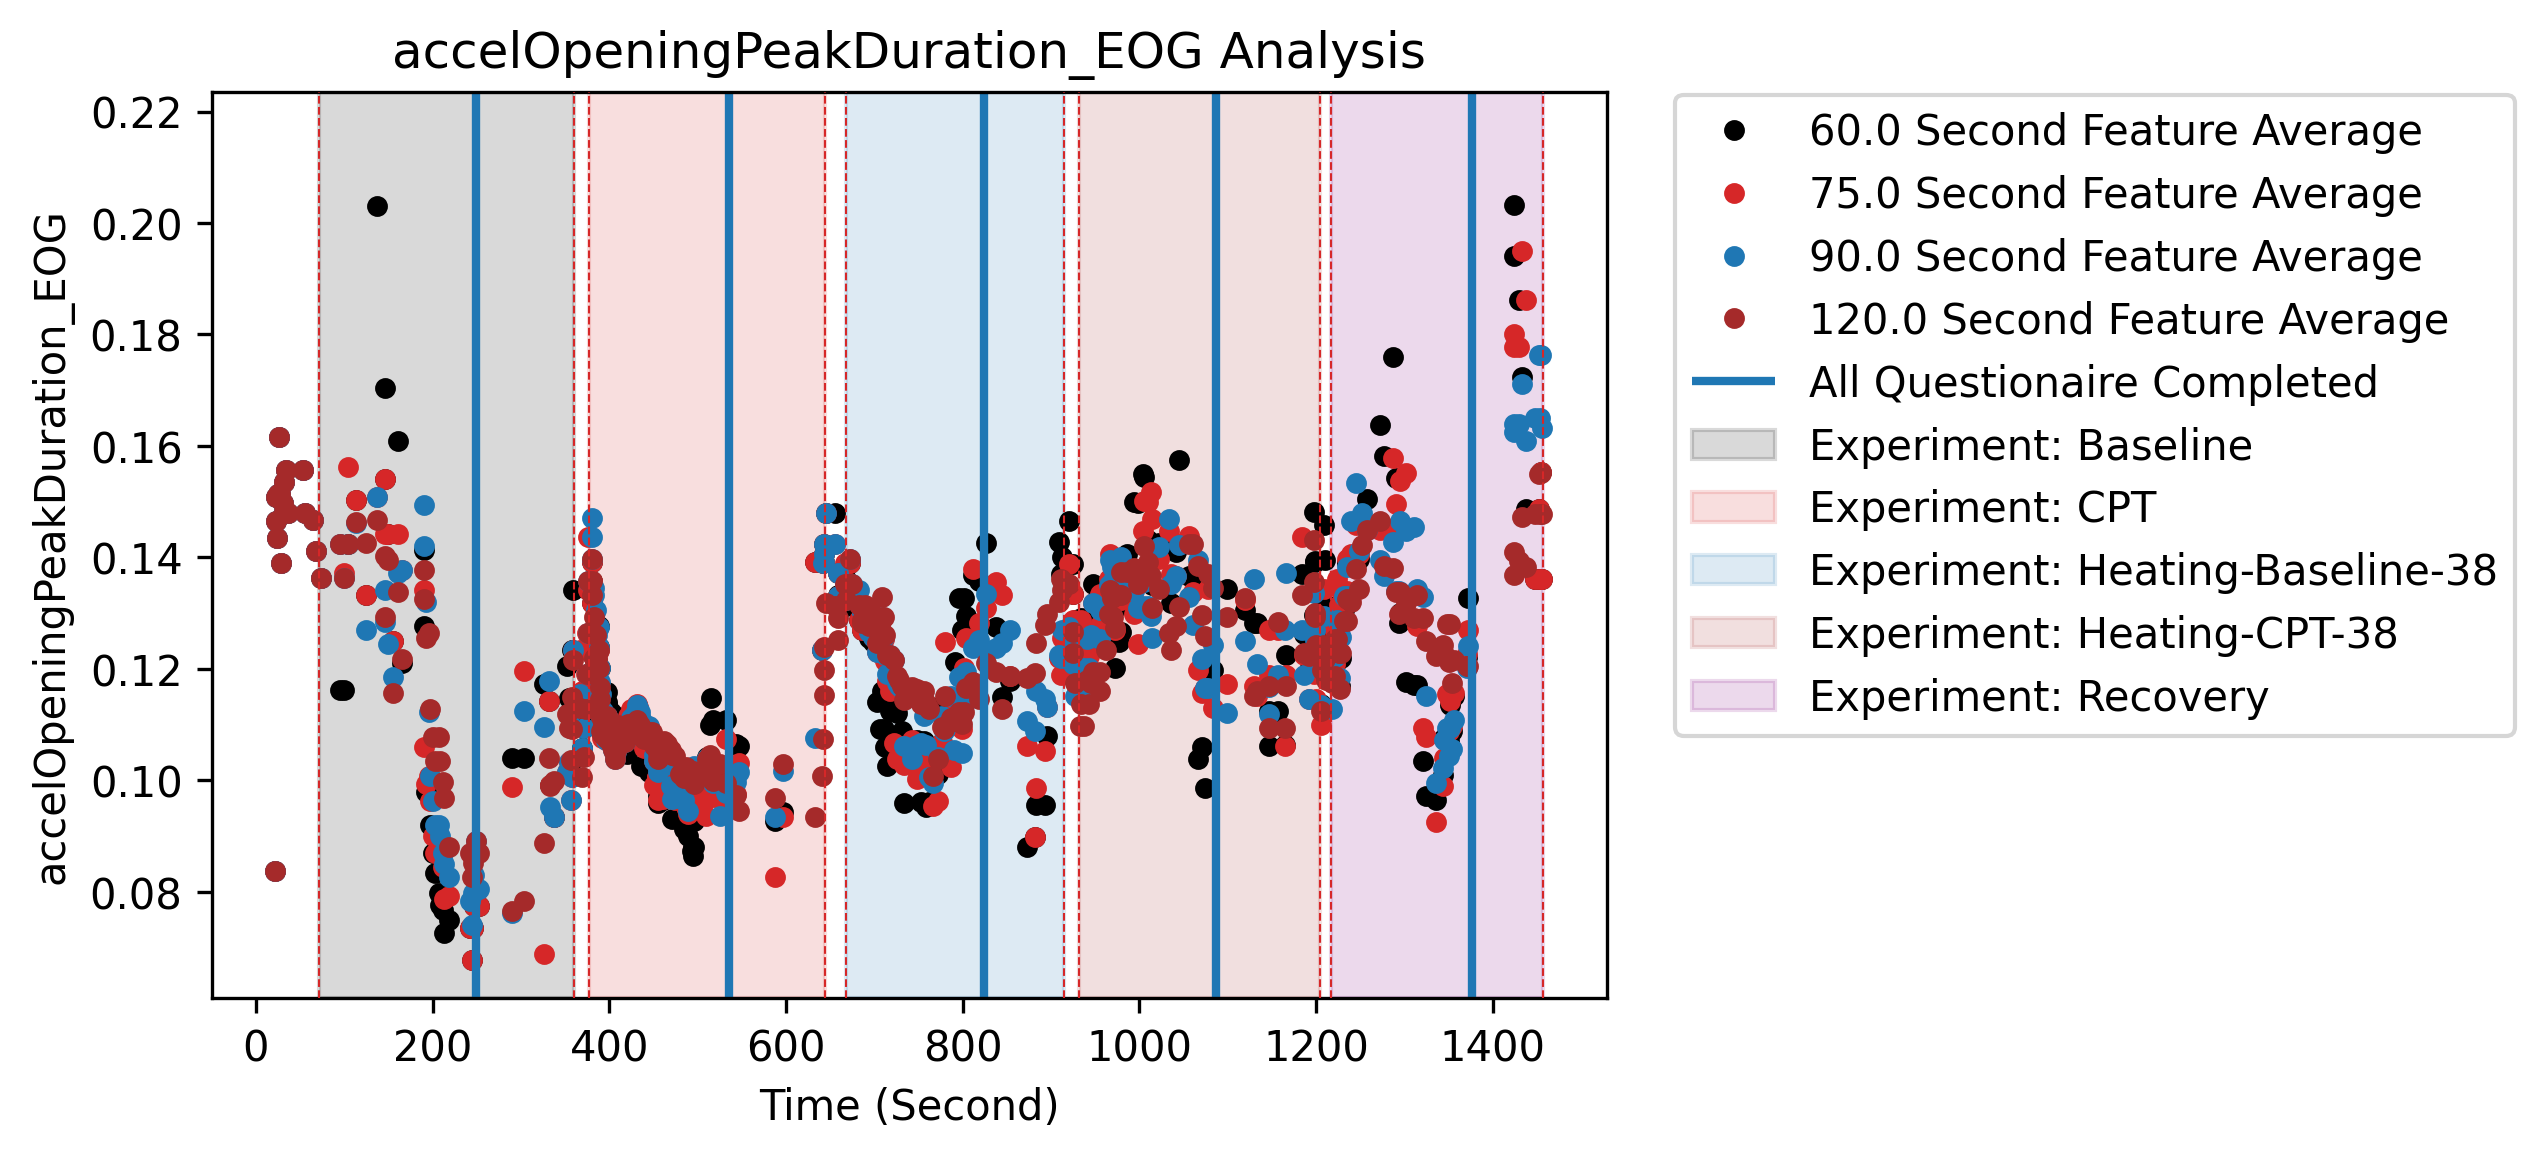 accelOpeningPeakDuration_EOG Analysis
accelOpeningPeakDuration_EOG
0.22
0.20
0.18
0.16
0.14
0.12
0.10
0.08
0 200 400 600 800 1000 1200 1400
Time (Second)
60.0 Second Feature Average
75.0 Second Feature Average
90.0 Second Feature Average
120.0 Second Feature Average
All Questionaire Completed
Experiment: Baseline
Experiment: CPT
Experiment: Heating-Baseline-38
Experiment: Heating-CPT-38
Experiment: Recovery